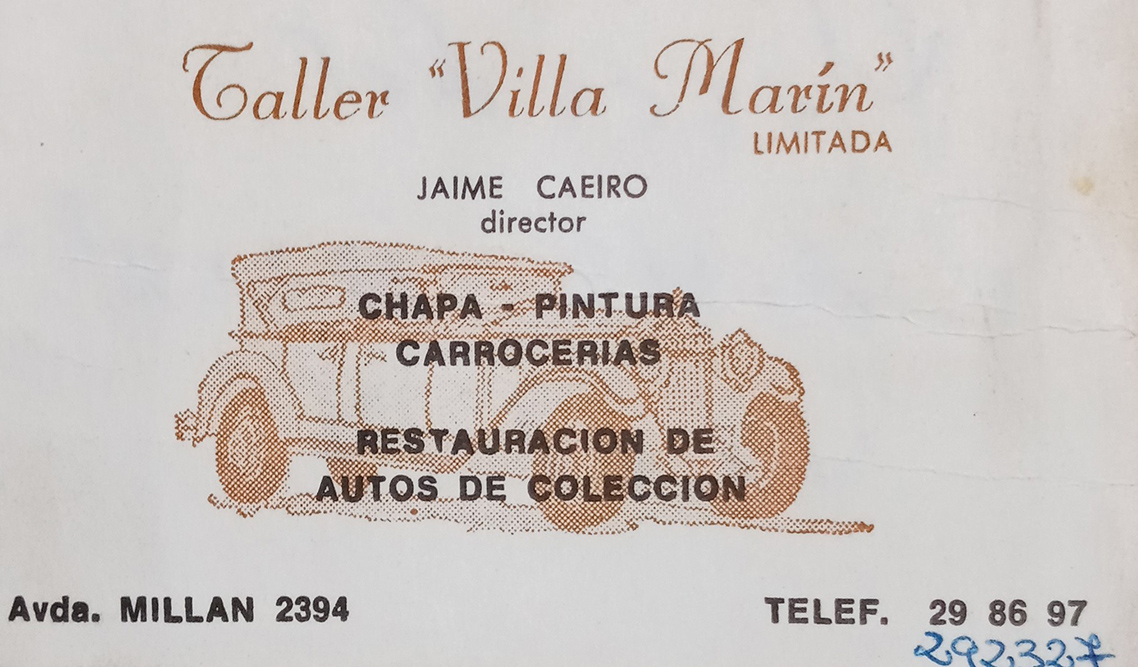 Taller "Villa Marín"
LIMITADA
JAIME CAEIRO
director
CHAPA - PINTURA
CARROCERIAS
RESTAURACION DE
AUTOS DE COLECCION
Avda. MILLAN 2394 TELEF. 29 86 97
292327